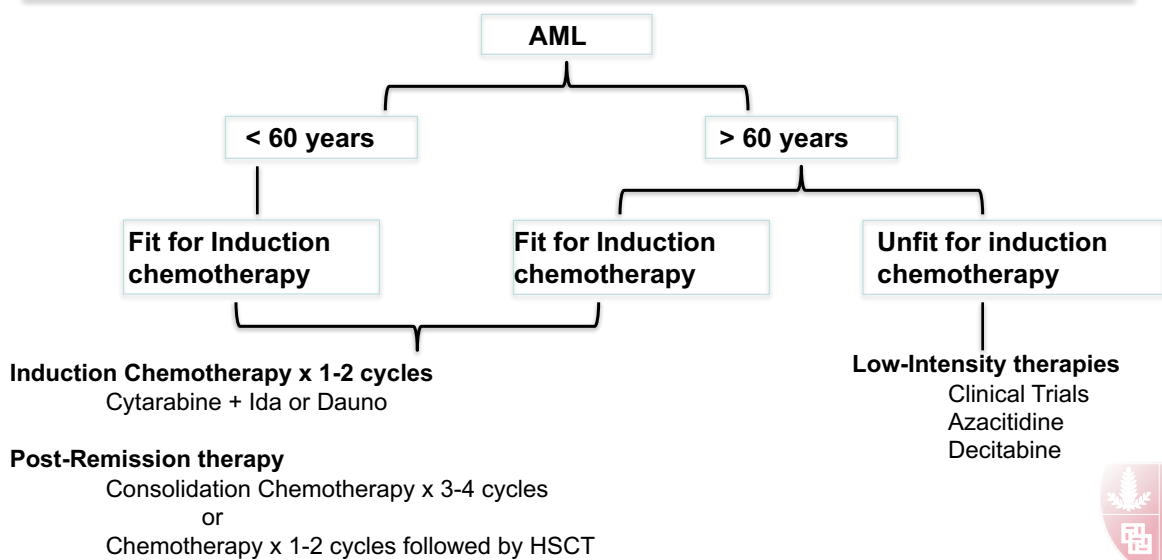 AML
< 60 years
> 60 years
Fit for Induction
chemotherapy
Fit for Induction
chemotherapy
Unfit for induction
chemotherapy
Induction Chemotherapy x 1-2 cycles
Cytarabine + Ida or Dauno
Post-Remission therapy
Consolidation Chemotherapy x 3-4 cycles
or
Chemotherapy x 1-2 cycles followed by HSCT
Low-Intensity therapies
Clinical Trials
Azacitidine
Decitabine